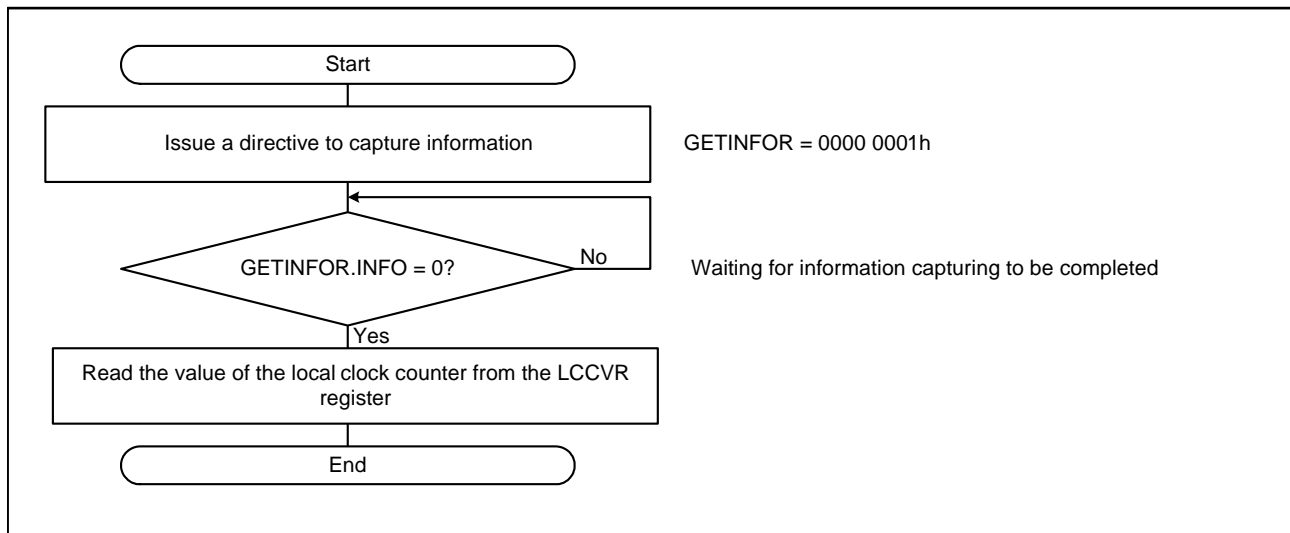 Start
Issue a directive to capture information
GETINFOR = 0000 0001h
GETINFOR.INFO = 0?
No
Waiting for information capturing to be completed
Yes
Read the value of the local clock counter from the LCCVR
register
End